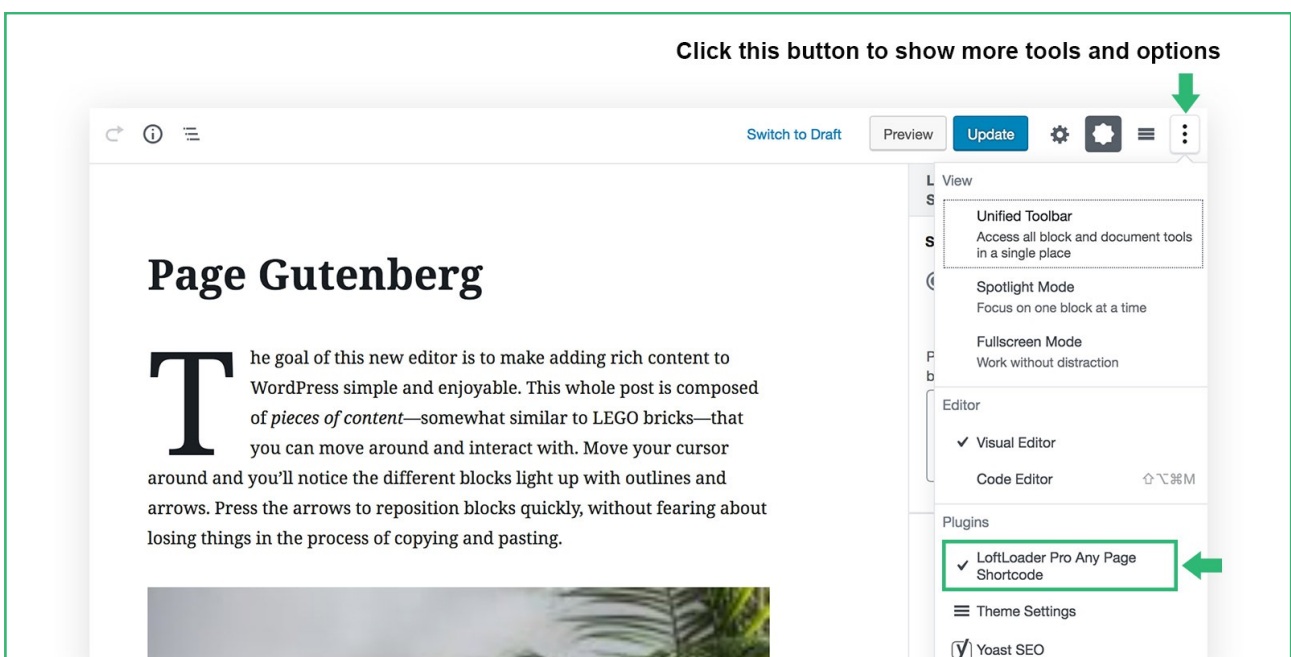 Click this button to show more tools and options
Switch to Draft
Preview
Update
Page Gutenberg
The goal of this new editor is to make adding rich content to
WordPress simple and enjoyable. This whole post is composed
of pieces of content—somewhat similar to LEGO bricks—that
you can move around and interact with. Move your cursor
around and you’ll notice the different blocks light up with outlines and
arrows. Press the arrows to reposition blocks quickly, without fearing about
losing things in the process of copying and pasting.
L
S
S
P
b
View
Unified Toolbar
Access all block and document tools
in a single place
Spotlight Mode
Focus on one block at a time
Fullscreen Mode
Work without distraction
Editor
Visual Editor
Code Editor ⇧⌥⌘M
Plugins
LoftLoader Pro Any Page
Shortcode
Theme Settings
Yoast SEO